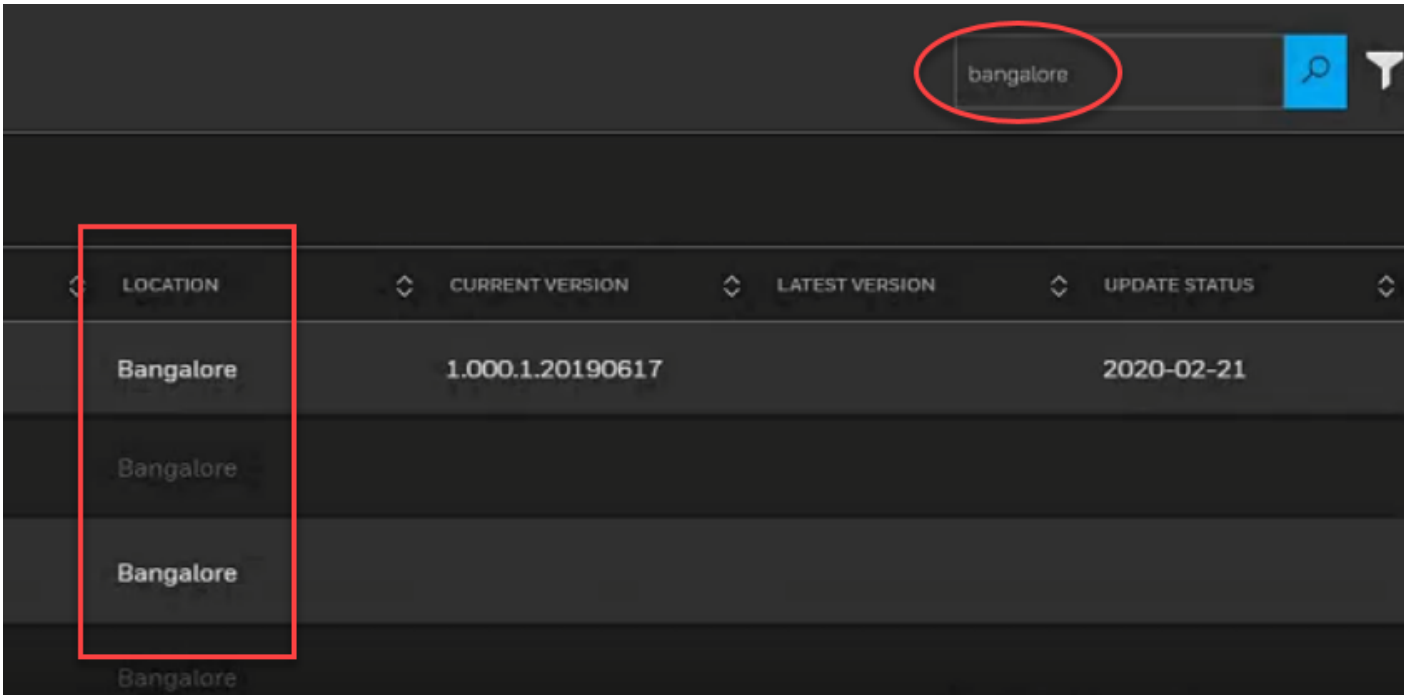 bangalore
LOCATION CURRENT VERSION LATEST VERSION UPDATE STATUS
Bangalore 1.000.1.20190617 2020-02-21
Bangalore
Bangalore
Bangalore